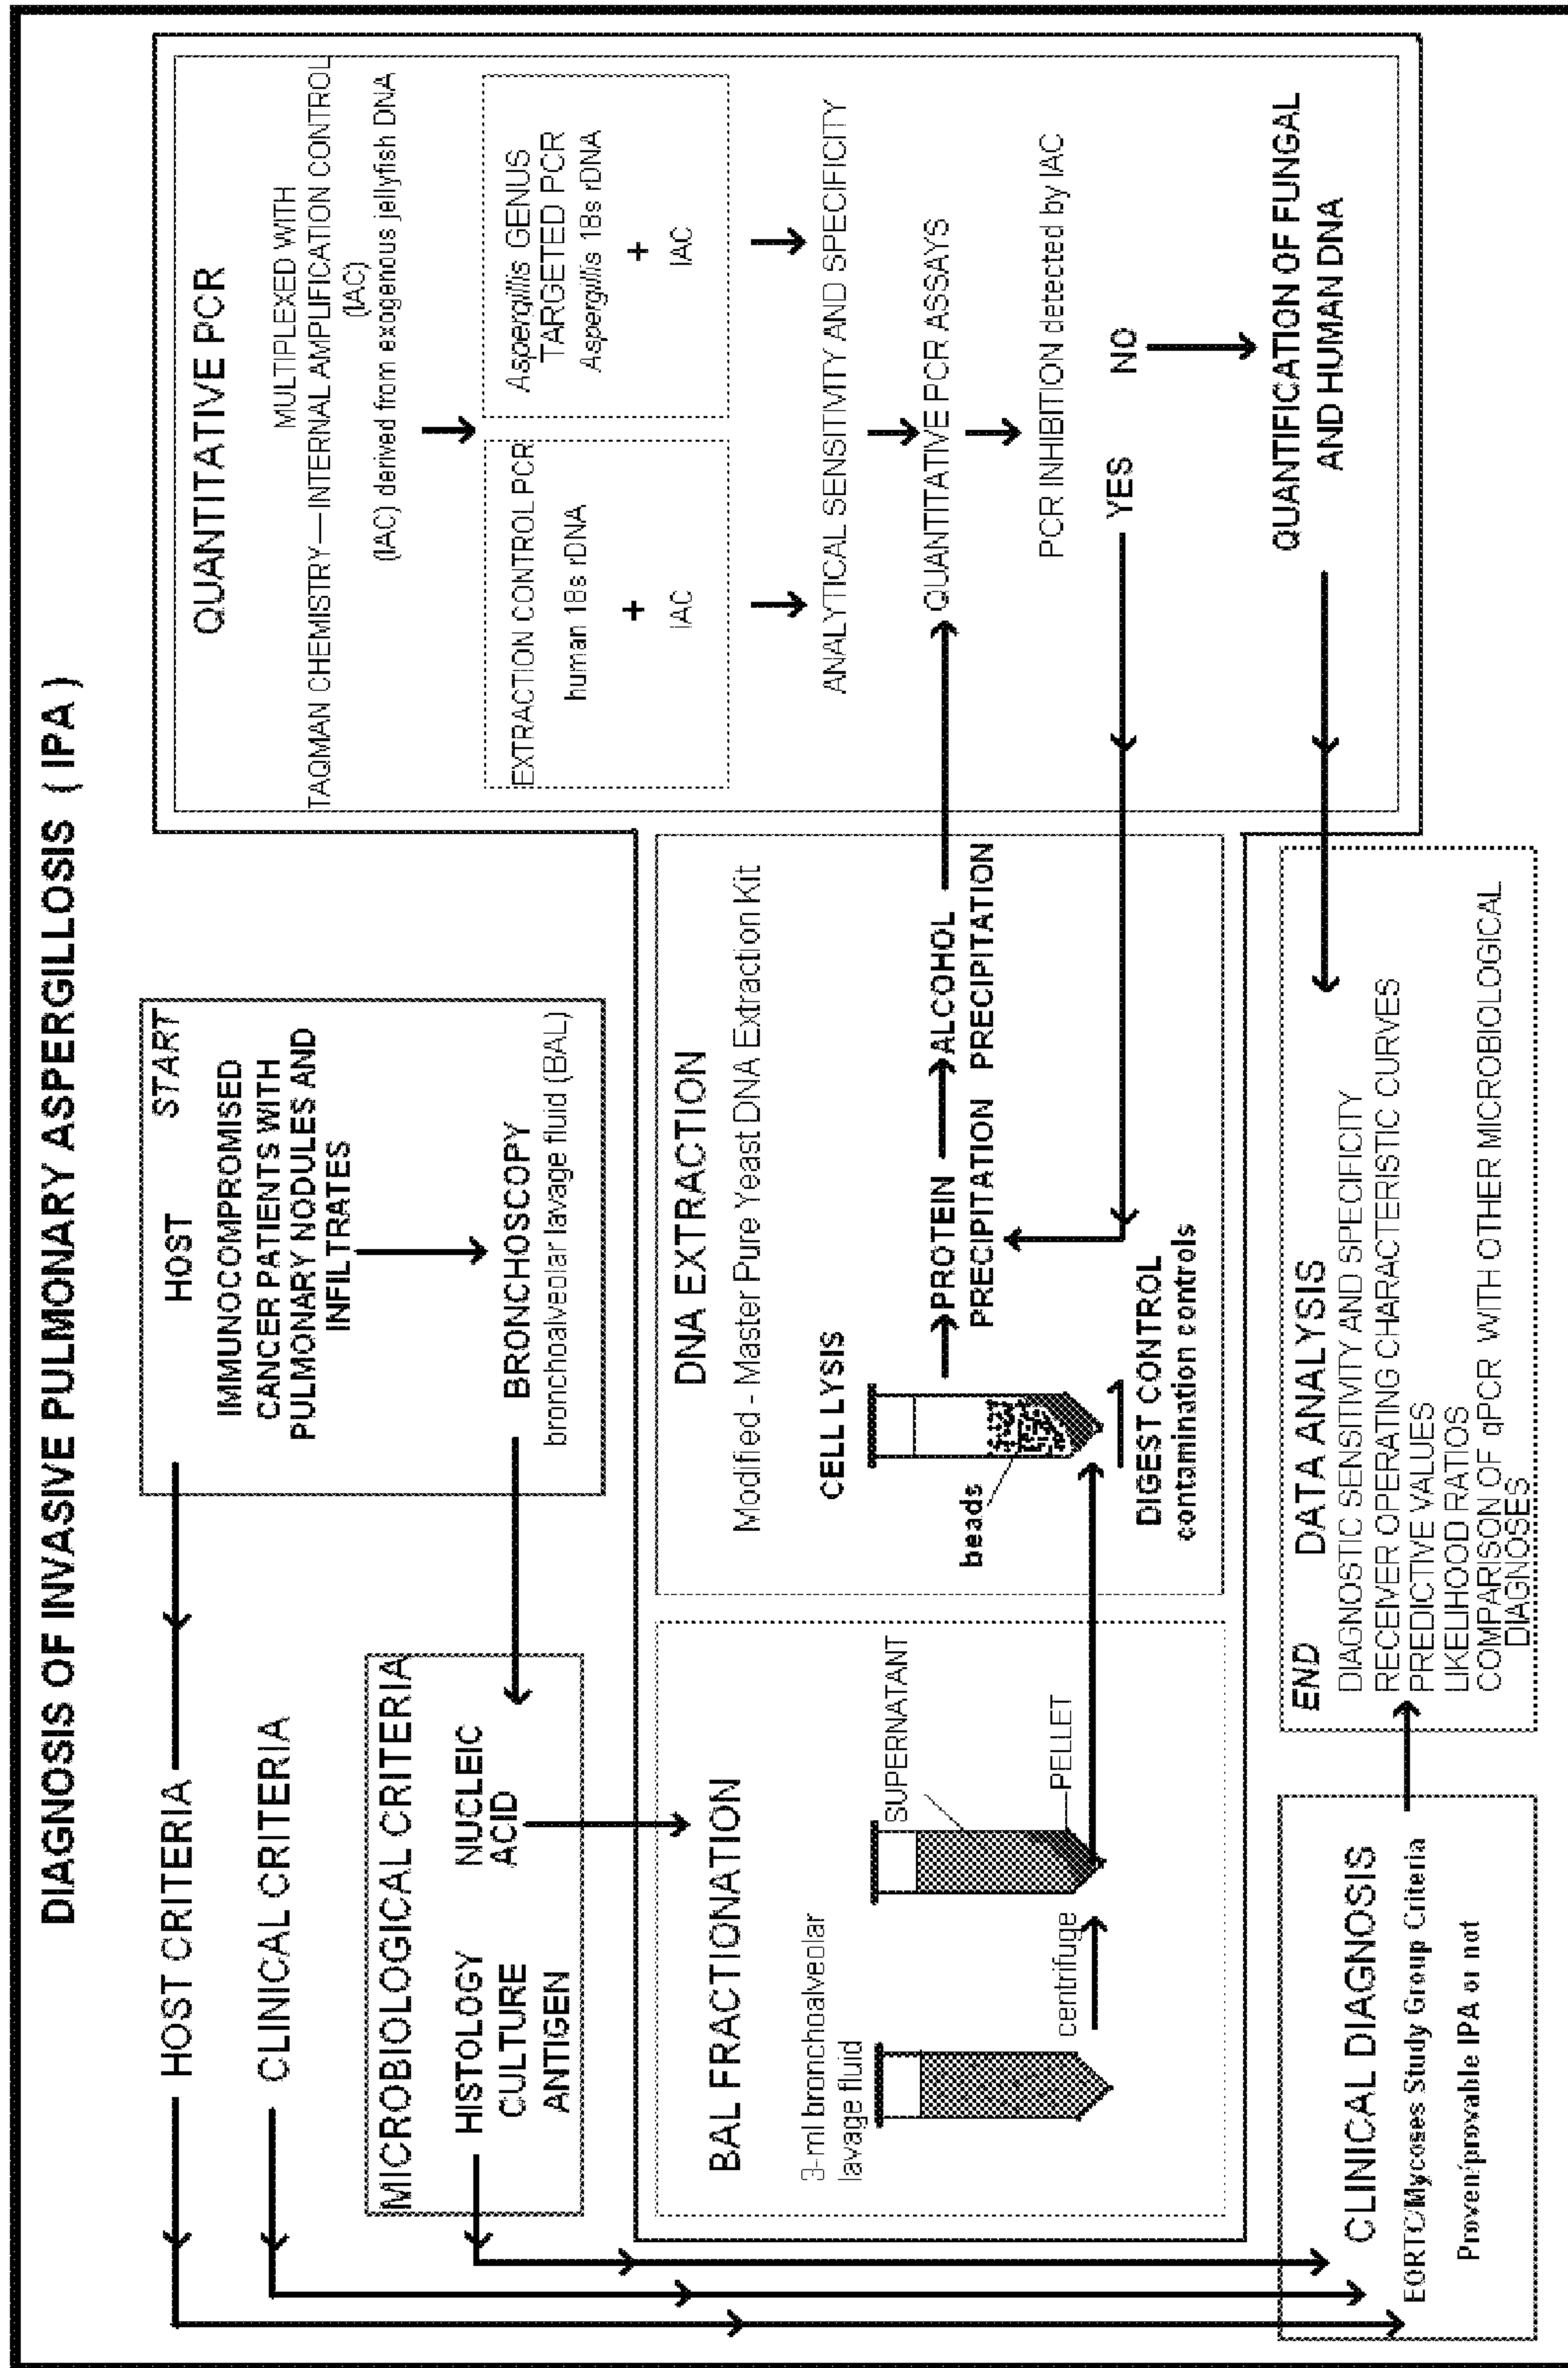 DIAGNOSIS OF INVASIVE PULMONARY ASPERGILLOSIS ( IPA )
HOST CRITERIA
CLINICAL CRITERIA
MICROBIOLOGICAL CRITERIA
HISTOLOGY
CULTURE
ANTIGEN
NUCLEIC
ACID
HOST
START
IMMUNOCOMPROMISED
CANCER PATIENTS WITH
PULMONARY NODULES AND
INFILTRATES
BRONCHOSCOPY
bronchoalveolar lavage fluid (BAL)
BAL FRACTIONATION
3-ml bronchoalveolar
lavage fluid
centrifuge
SUPERNATANT
PELLET
DNA EXTRACTION
Modified - Master Pure Yeast DNA Extraction Kit
CELL LYSIS
beads
PROTEIN
PRECIPITATION
ALCOHOL
PRECIPITATION
DIGEST CONTROL
contamination controls
QUANTITATIVE PCR
MULTIPLEXED WITH
TAQMAN CHEMISTRY—INTERNAL AMPLIFICATION CONTROL
(IAC)
(IAC) derived from exogenous jellyfish DNA
EXTRACTION CONTROL PCR
human 18s rDNA
+
IAC
Aspergillis GENUS
TARGETED PCR
Aspergillis 18s rDNA
+
IAC
ANALYTICAL SENSITIVITY AND SPECIFICITY
QUANTITATIVE PCR ASSAYS
PCR INHIBITION detected by IAC
YES NO
QUANTIFICATION OF FUNGAL
AND HUMAN DNA
CLINICAL DIAGNOSIS
EORTC/Mycoses Study Group Criteria
Proven/provable IPA or not
END DATA ANALYSIS
DIAGNOSTIC SENSITIVITY AND SPECIFICITY
RECEIVER OPERATING CHARACTERISTIC CURVES
PREDICTIVE VALUES
LIKELIHOOD RATIOS
COMPARISON OF qPCR WITH OTHER MICROBIOLOGICAL
DIAGNOSES